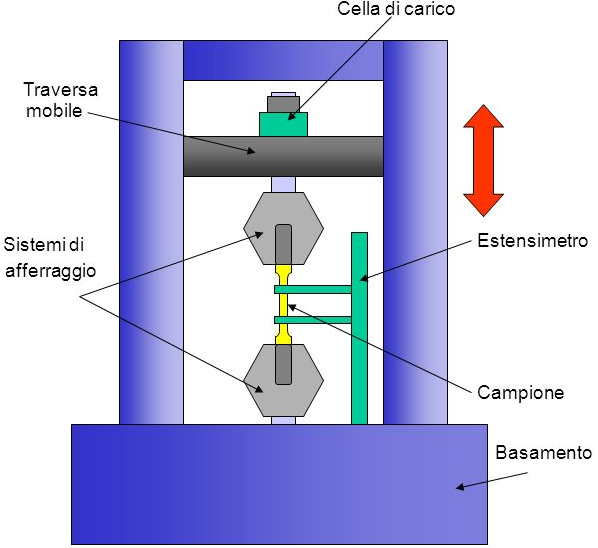 Cella di carico
Traversa
mobile
Sistemi di
afferraggio
Estensimetro
Campione
Basamento